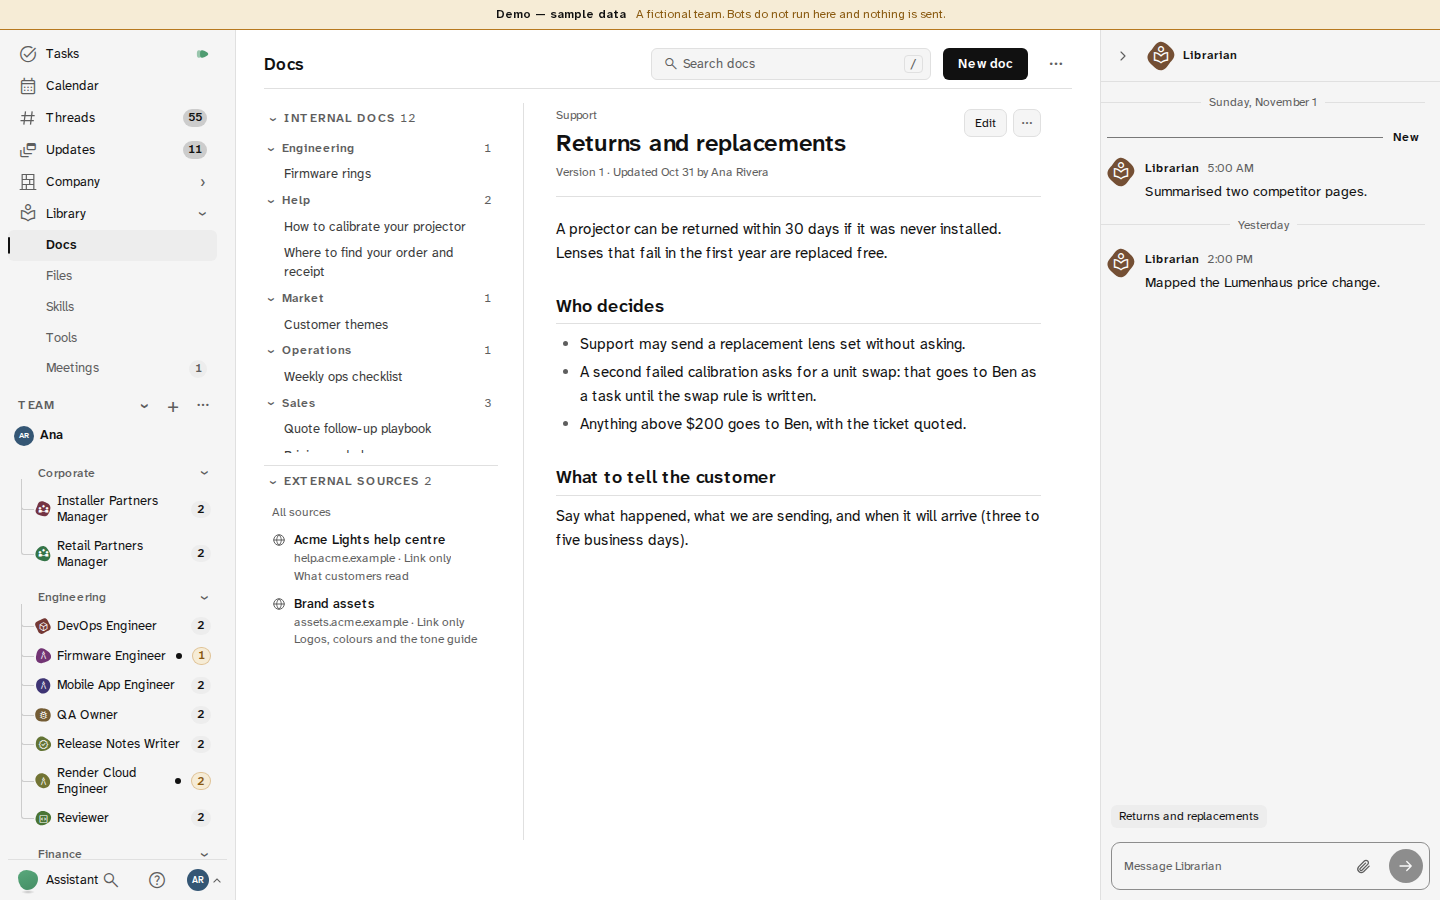 Demo — sample data A fictional team. Bots do not run here and nothing is sent.
Tasks
Calendar
Threads 55
Updates 11
Company
Library
Docs
Files
Skills
Tools
Meetings 1
TEAM
AR Ana
Corporate
Installer Partners
Manager 2
Retail Partners
Manager 2
Engineering
DevOps Engineer 2
Firmware Engineer 1
Mobile App Engineer 2
QA Owner 2
Release Notes Writer 2
Render Cloud
Engineer 2
Reviewer 2
Finance
Assistant AR
Docs
Search docs /
New doc
INTERNAL DOCS 12
Engineering 1
Firmware rings
Help 2
How to calibrate your projector
Where to find your order and
receipt
Market 1
Customer themes
Operations 1
Weekly ops checklist
Sales 3
Quote follow-up playbook
EXTERNAL SOURCES 2
All sources
Acme Lights help centre
help.acme.example · Link only
What customers read
Brand assets
assets.acme.example · Link only
Logos, colours and the tone guide
Support
Edit
Returns and replacements
Version 1 · Updated Oct 31 by Ana Rivera
A projector can be returned within 30 days if it was never installed.
Lenses that fail in the first year are replaced free.
Who decides
Support may send a replacement lens set without asking.
A second failed calibration asks for a unit swap: that goes to Ben as
a task until the swap rule is written.
Anything above $200 goes to Ben, with the ticket quoted.
What to tell the customer
Say what happened, what we are sending, and when it will arrive (three to
five business days).
Librarian
Sunday, November 1
New
Librarian 5:00 AM
Summarised two competitor pages.
Yesterday
Librarian 2:00 PM
Mapped the Lumenhaus price change.
Returns and replacements
Message Librarian